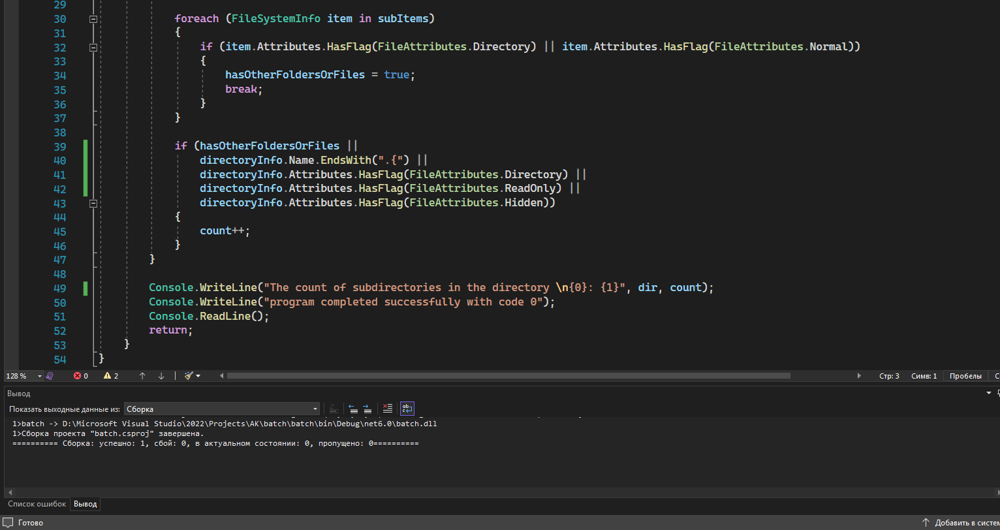 29
30 foreach (FileSystemInfo item in subItems)
31 {
32 if (item.Attributes.HasFlag(FileAttributes.Directory) || item.Attributes.HasFlag(FileAttributes.Normal))
33 {
34 hasOtherFoldersOrFiles = true;
35 break;
36 }
37 }
38
39 if (hasOtherFoldersOrFiles ||
40 directoryInfo.Name.EndsWith(".{") ||
41 directoryInfo.Attributes.HasFlag(FileAttributes.Directory) ||
42 directoryInfo.Attributes.HasFlag(FileAttributes.ReadOnly) ||
43 directoryInfo.Attributes.HasFlag(FileAttributes.Hidden))
44 {
45 count++;
46 }
47 }
48
49 Console.WriteLine("The count of subdirectories in the directory \n{0}: {1}", dir, count);
50 Console.WriteLine("program completed successfully with code 0");
51 Console.ReadLine();
52 return;
53 }
54 }
128 % 0 2 Стр: 3 Симв: 1 Пробелы
Вывод
Показать выходные данные из: Сборка
1>batch -> D:\Microsoft Visual Studio\2022\Projects\AK\batch\batch\bin\Debug\net6.0\batch.dll
1>Сборка проекта "batch.csproj" завершена.
========== Сборка: успешно: 1, сбой: 0, в актуальном состоянии: 0, пропущено: 0==========
Список ошибок Вывод
Готово Добавить в систем